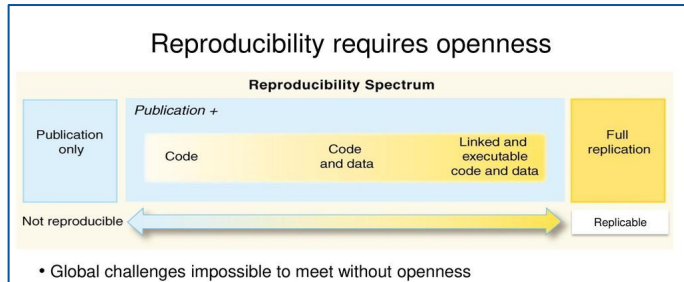 Reproducibility requires openness
Reproducibility Spectrum
Publication +
Publication
only
Code
Code
and data
Linked and
executable
code and data
Full
replication
Not reproducible
Replicable
• Global challenges impossible to meet without openness